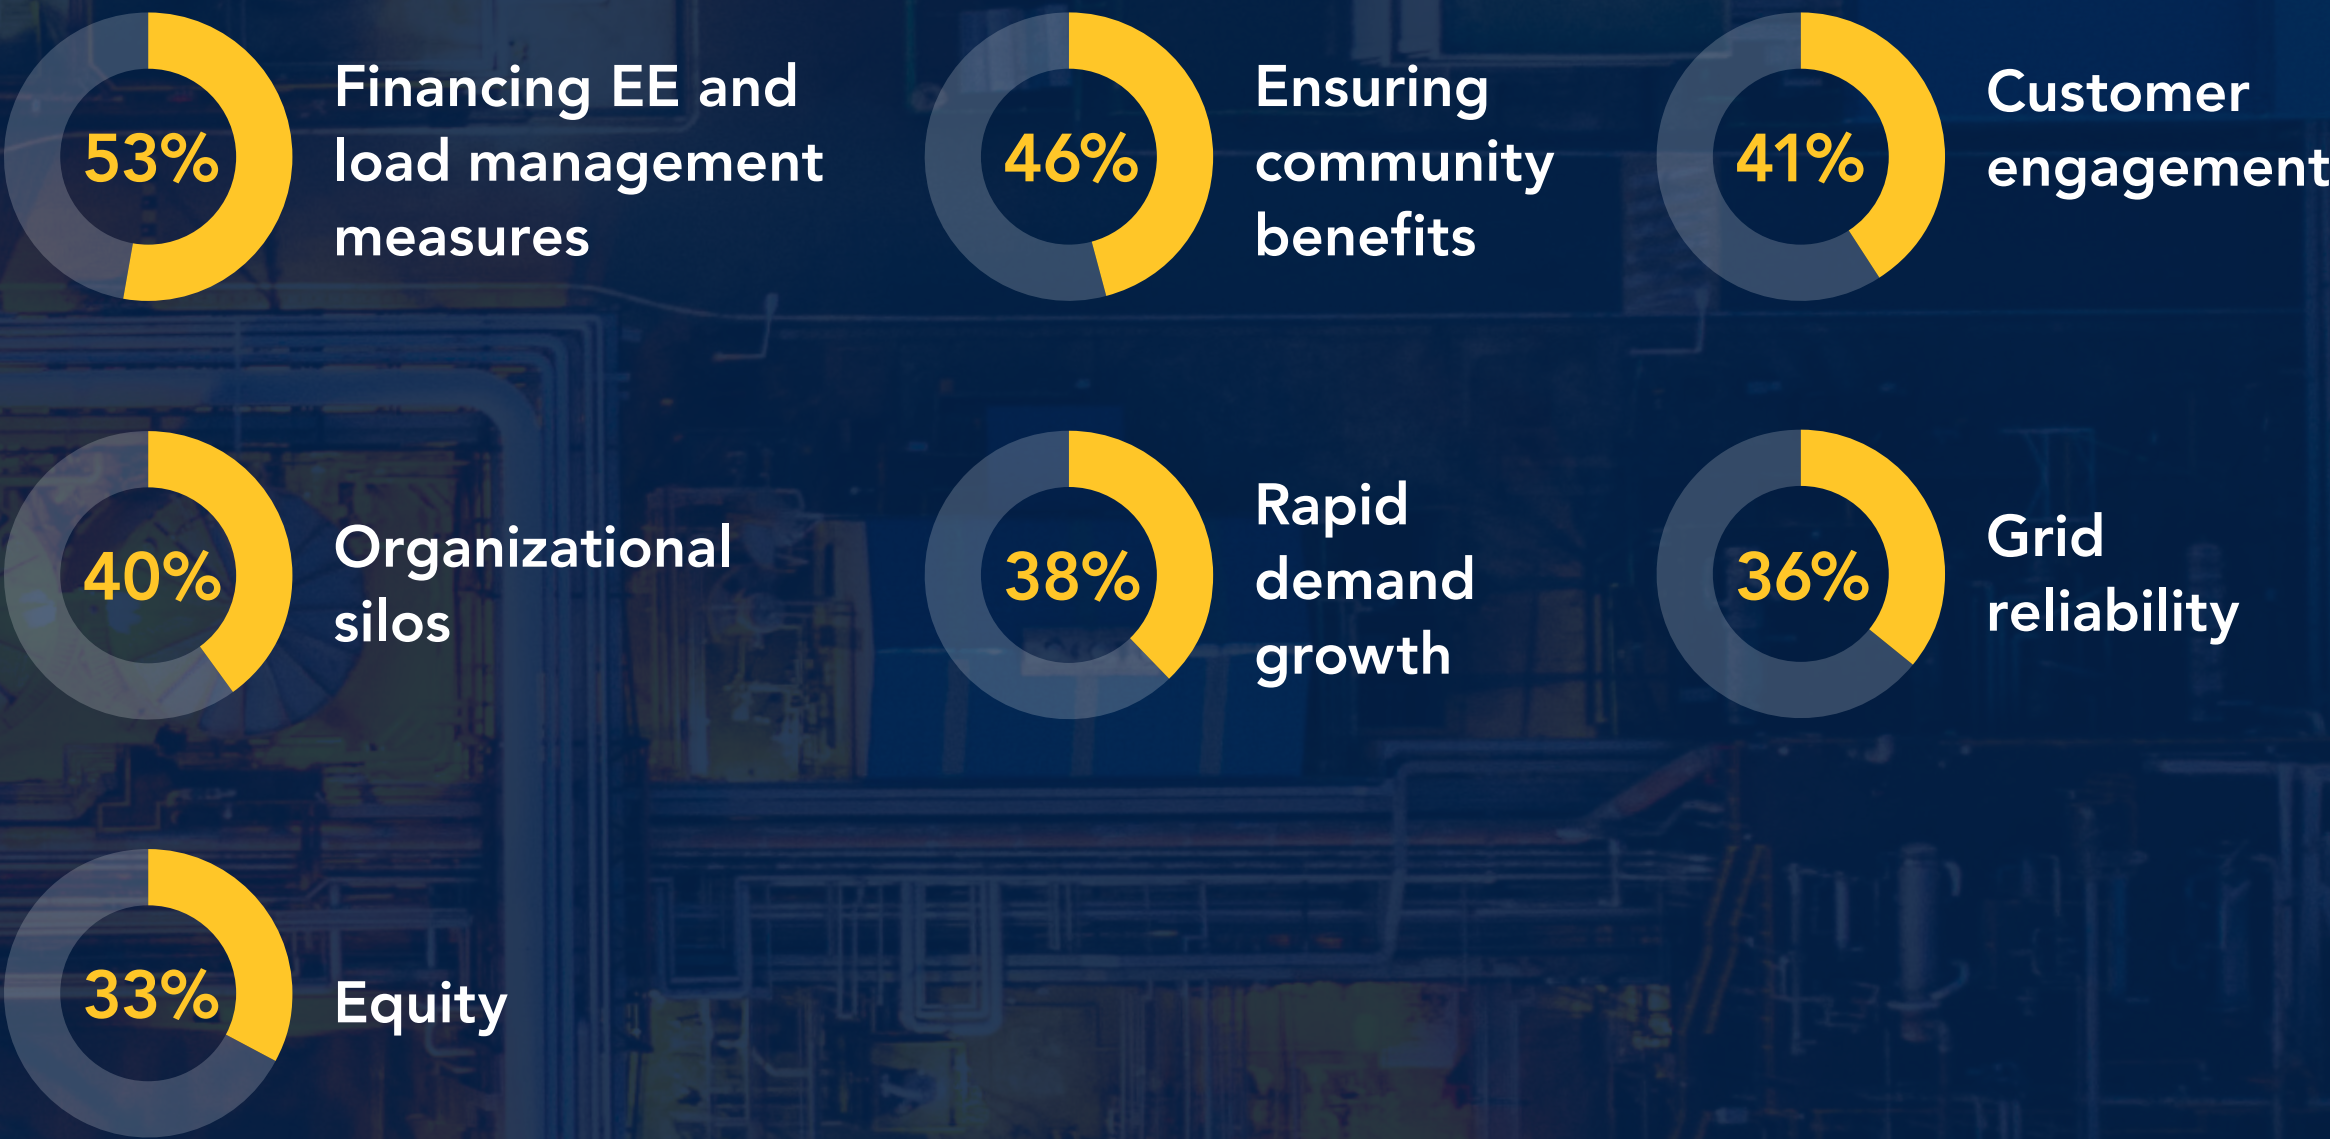 53%
Financing EE and
load management
measures
46%
Ensuring
community
benefits
41%
Customer
engagement
40%
Organizational
silos
38%
Rapid
demand
growth
36%
Grid
reliability
33%
Equity